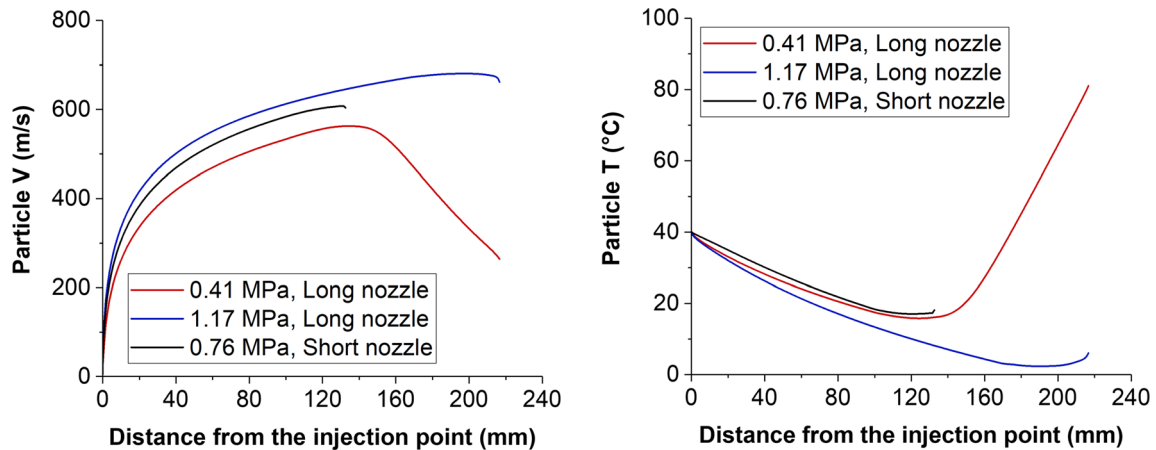 Particle V (m/s)
800
600
400
200
0
0.41 MPa, Long nozzle
1.17 MPa, Long nozzle
0.76 MPa, Short nozzle
0 40 80 120 160 200 240
Distance from the injection point (mm)
Particle T (°C)
100
80
60
40
20
0
0.41 MPa, Long nozzle
1.17 MPa, Long nozzle
0.76 MPa, Short nozzle
0 40 80 120 160 200 240
Distance from the injection point (mm)